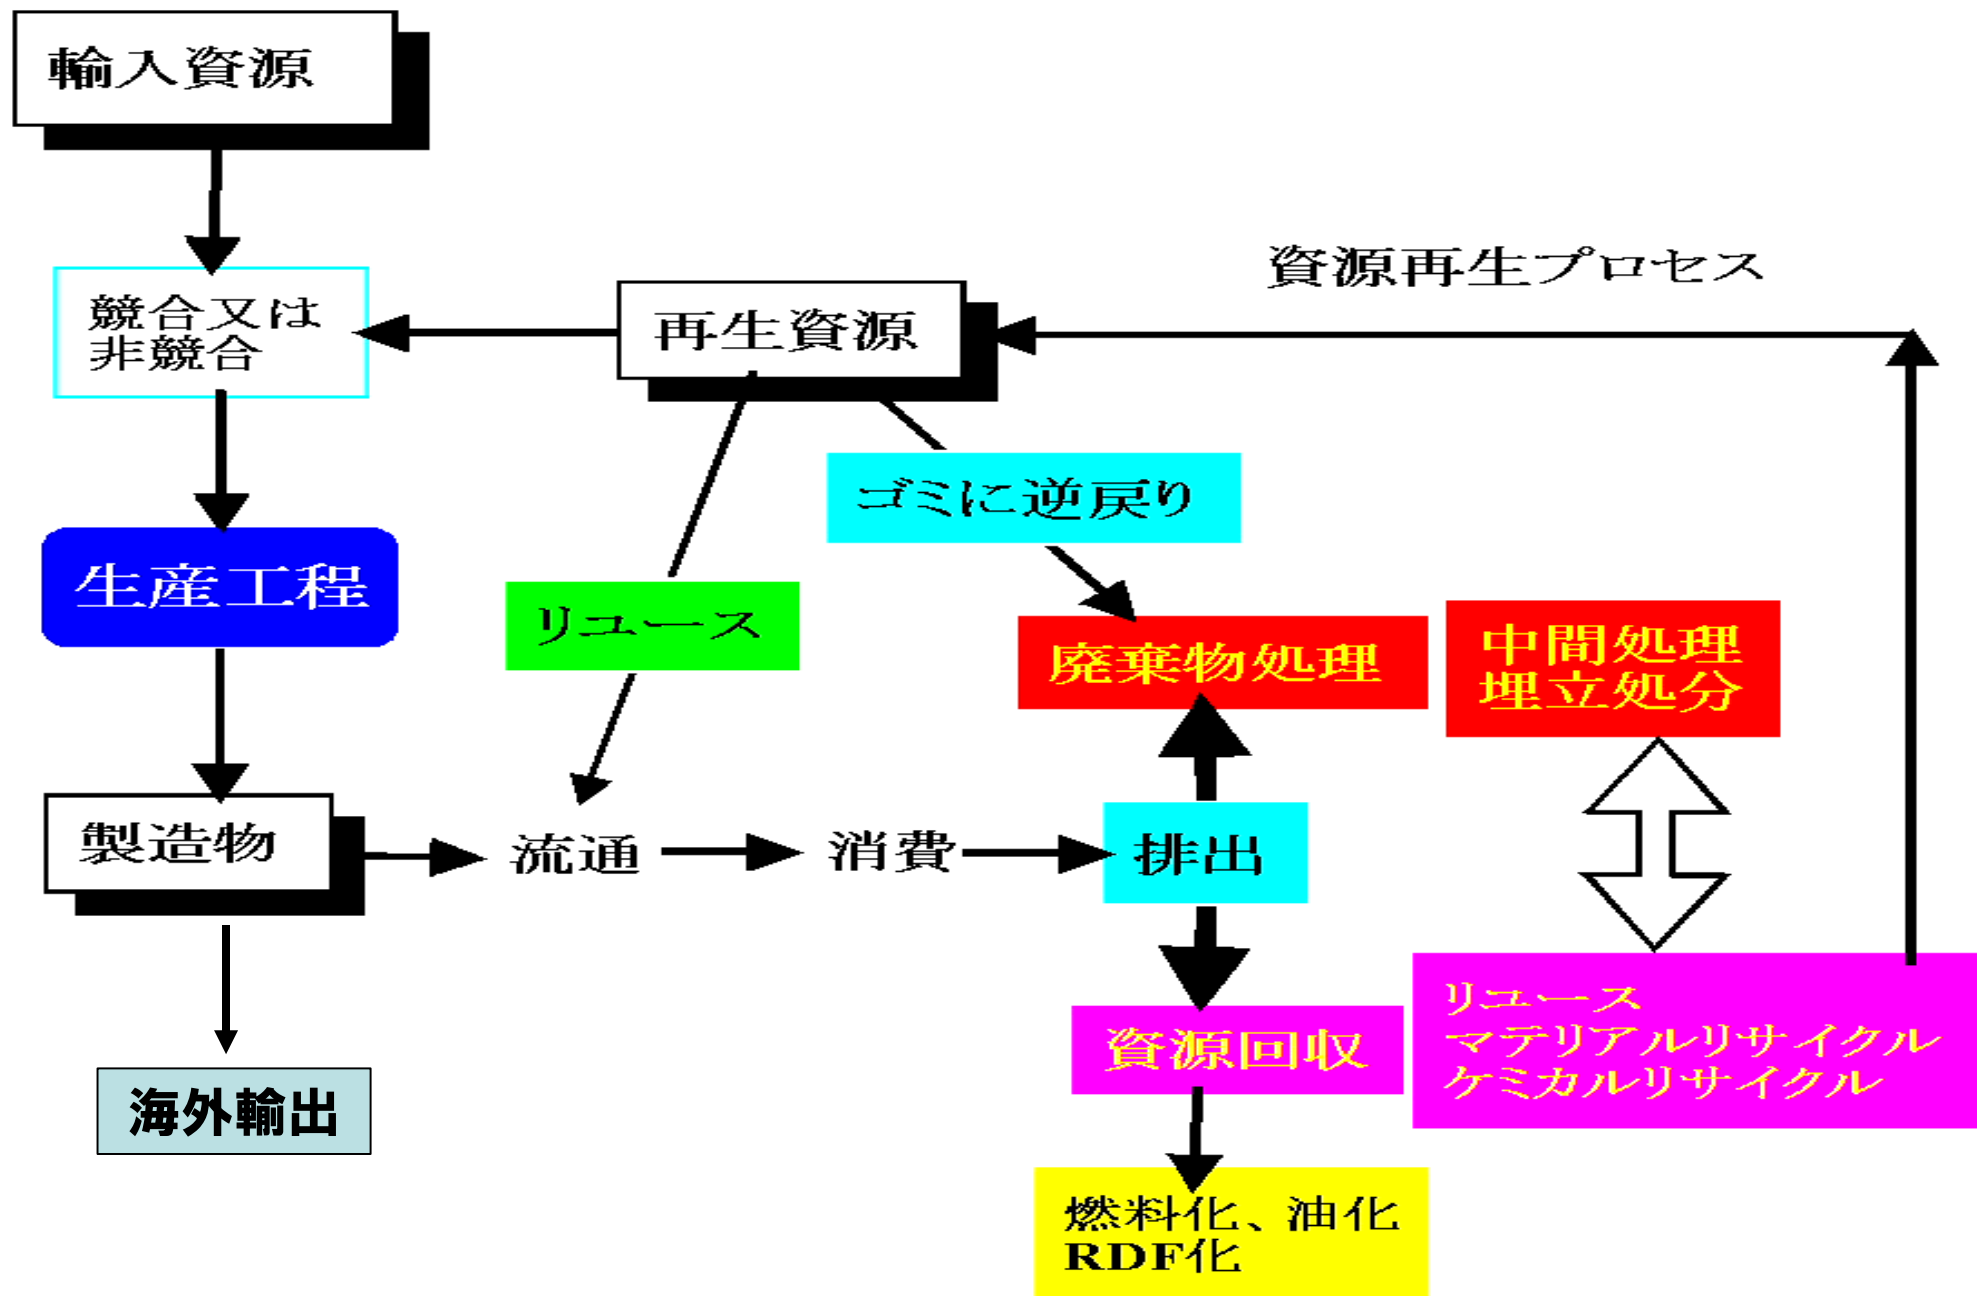 輸入資源
資源再生プロセス
競合又は
非競合
再生資源
ゴミに逆戻り
生産工程
リユース
廃棄物処理
中間処理
埋立処分
製造物
流通
消費
排出
リユース
マテリアルリサイクル
ケミカルリサイクル
資源回収
海外輸出
燃料化、油化
RDF化